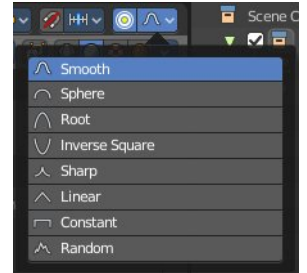 Scene C
Smooth
Sphere
Root
Inverse Square
Sharp
Linear
Constant
Random